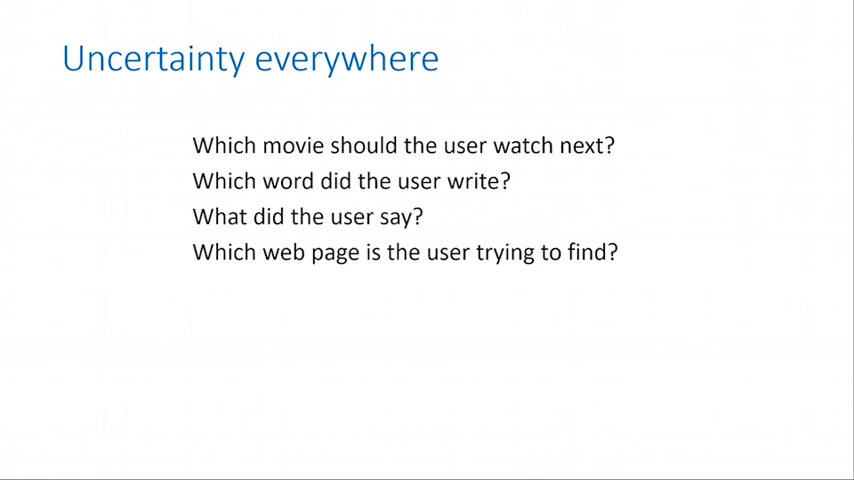 Uncertainty everywhere
Which movie should the user watch next?
Which word did the user write?
What did the user say?
Which web page is the user trying to find?